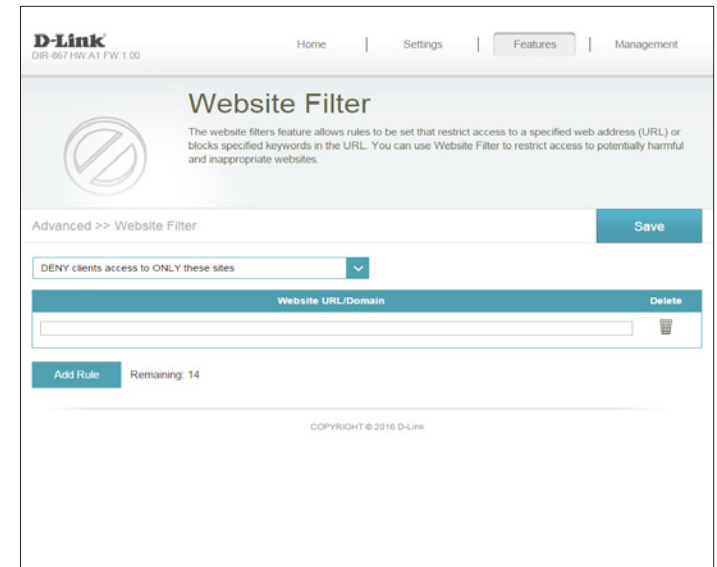 D-Link
DIR-867 HW:A1 FW:1.00
Home | Settings | Features | Management
Website Filter
The website filters feature allows rules to be set that restrict access to a specified web address (URL) or
blocks specified keywords in the URL. You can use Website Filter to restrict access to potentially harmful
and inappropriate websites.
Advanced >> Website Filter
Save
DENY clients access to ONLY these sites
Website URL/Domain Delete
Add Rule Remaining: 14
COPYRIGHT © 2016 D-Link